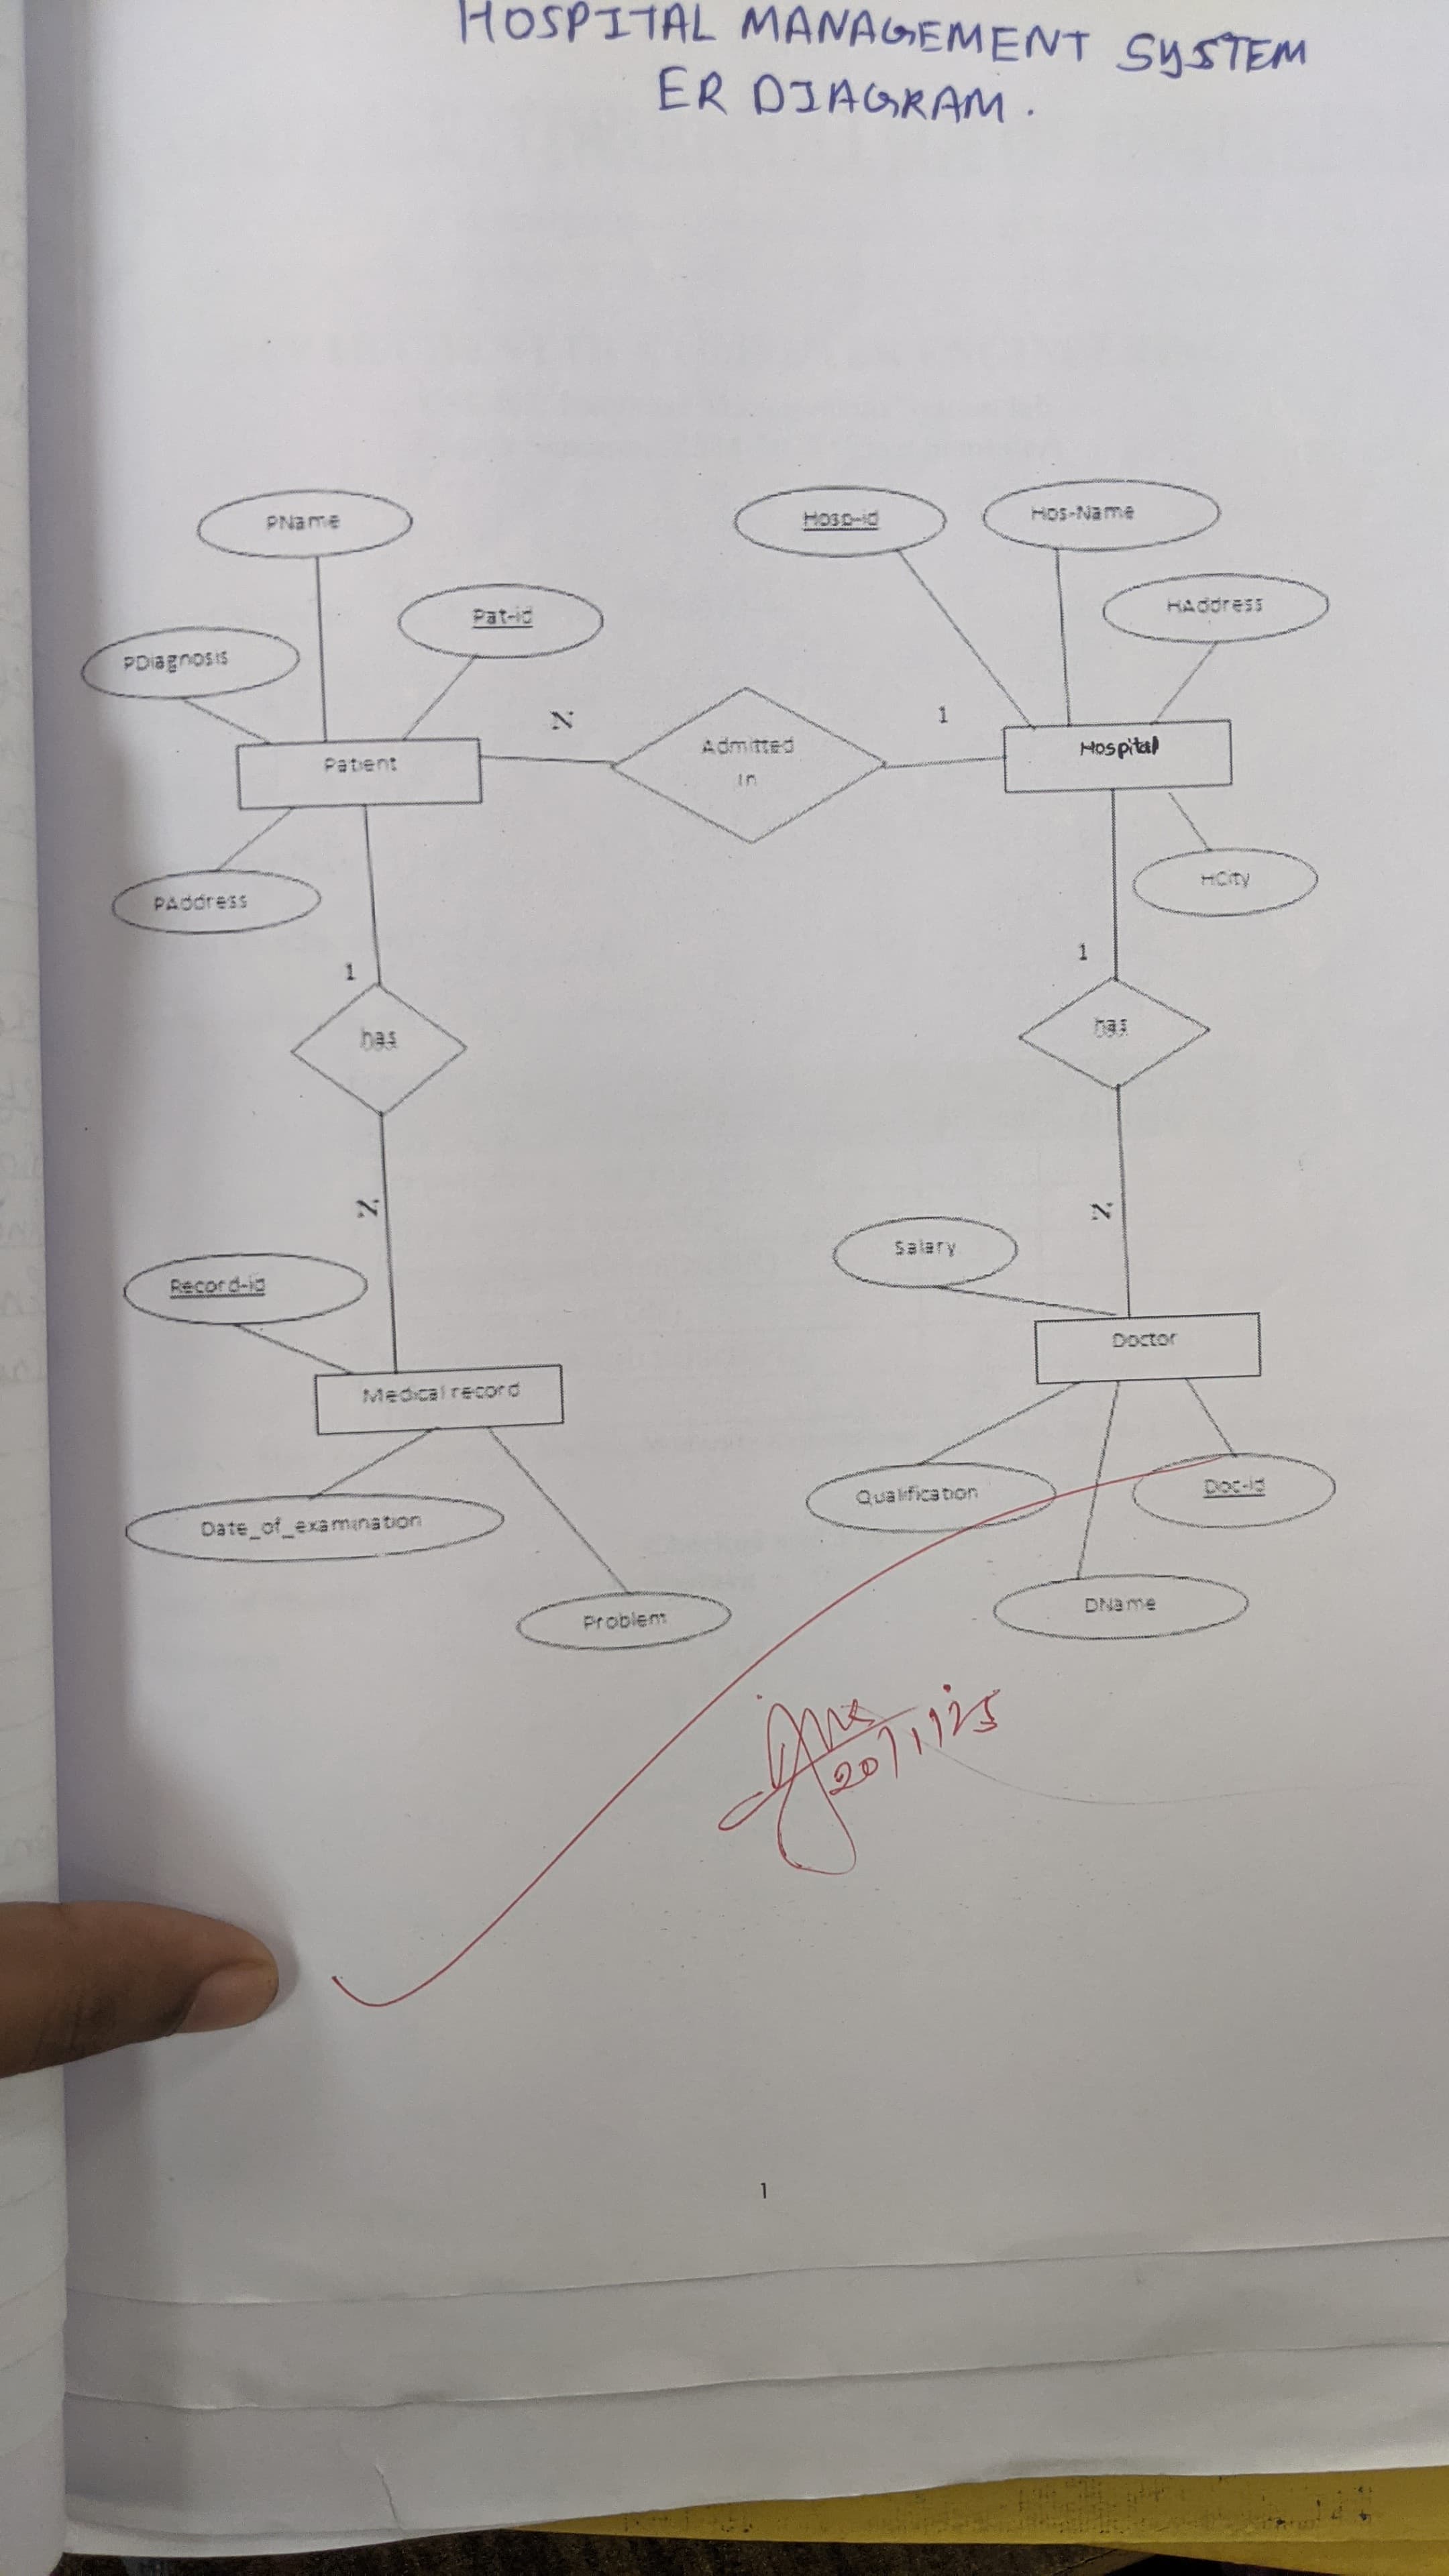 HOSPITAL MANAGEMENT SYSTEM
ER DIAGRAM.
PName
Hosp-id
Hos-Name
Pat-id
HAddress
PDiagnosis
N
1
Admitted
in
Hospital
Patient
HCity
PAddress
1
1
has
has
N
N
Salary
Record-id
Doctor
Medical record
Qualification
Doc-id
Date_of_examination
DName
Problem
20/1/25
1